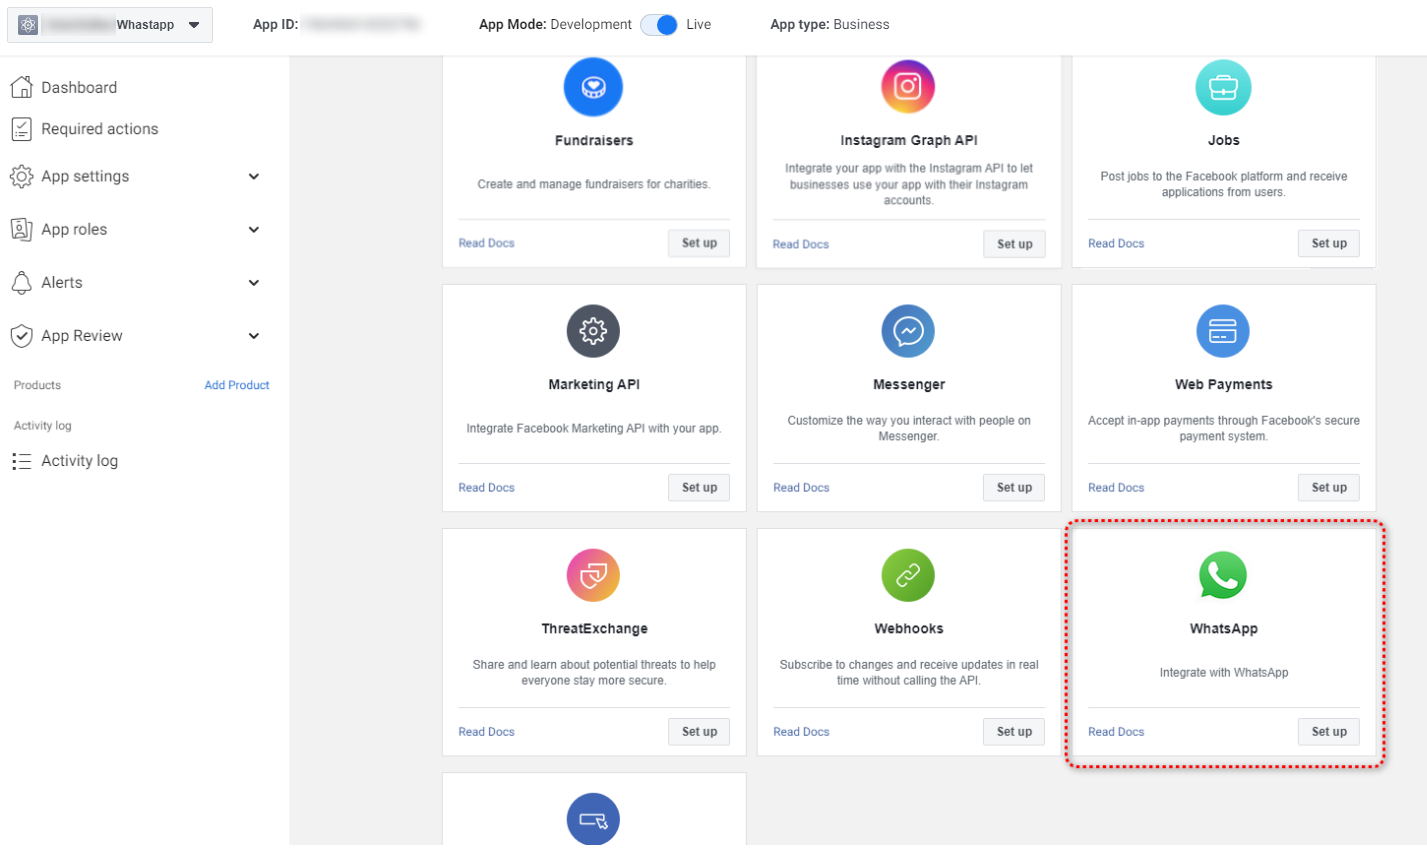 Whastapp
App ID:
App Mode: Development Live
App type: Business
Dashboard
Required actions
App settings
App roles
Alerts
App Review
Products Add Product
Activity log
Activity log
Fundraisers
Create and manage fundraisers for charities.
Read Docs Set up
Instagram Graph API
Integrate your app with the Instagram API to let
businesses use your app with their Instagram
accounts.
Read Docs Set up
Jobs
Post jobs to the Facebook platform and receive
applications from users.
Read Docs Set up
Marketing API
Integrate Facebook Marketing API with your app.
Read Docs Set up
Messenger
Customize the way you interact with people on
Messenger.
Read Docs Set up
Web Payments
Accept in-app payments through Facebook's secure
payment system.
Read Docs Set up
ThreatExchange
Share and learn about potential threats to help
everyone stay more secure.
Read Docs Set up
Webhooks
Subscribe to changes and receive updates in real
time without calling the API.
Read Docs Set up
WhatsApp
Integrate with WhatsApp
Read Docs Set up